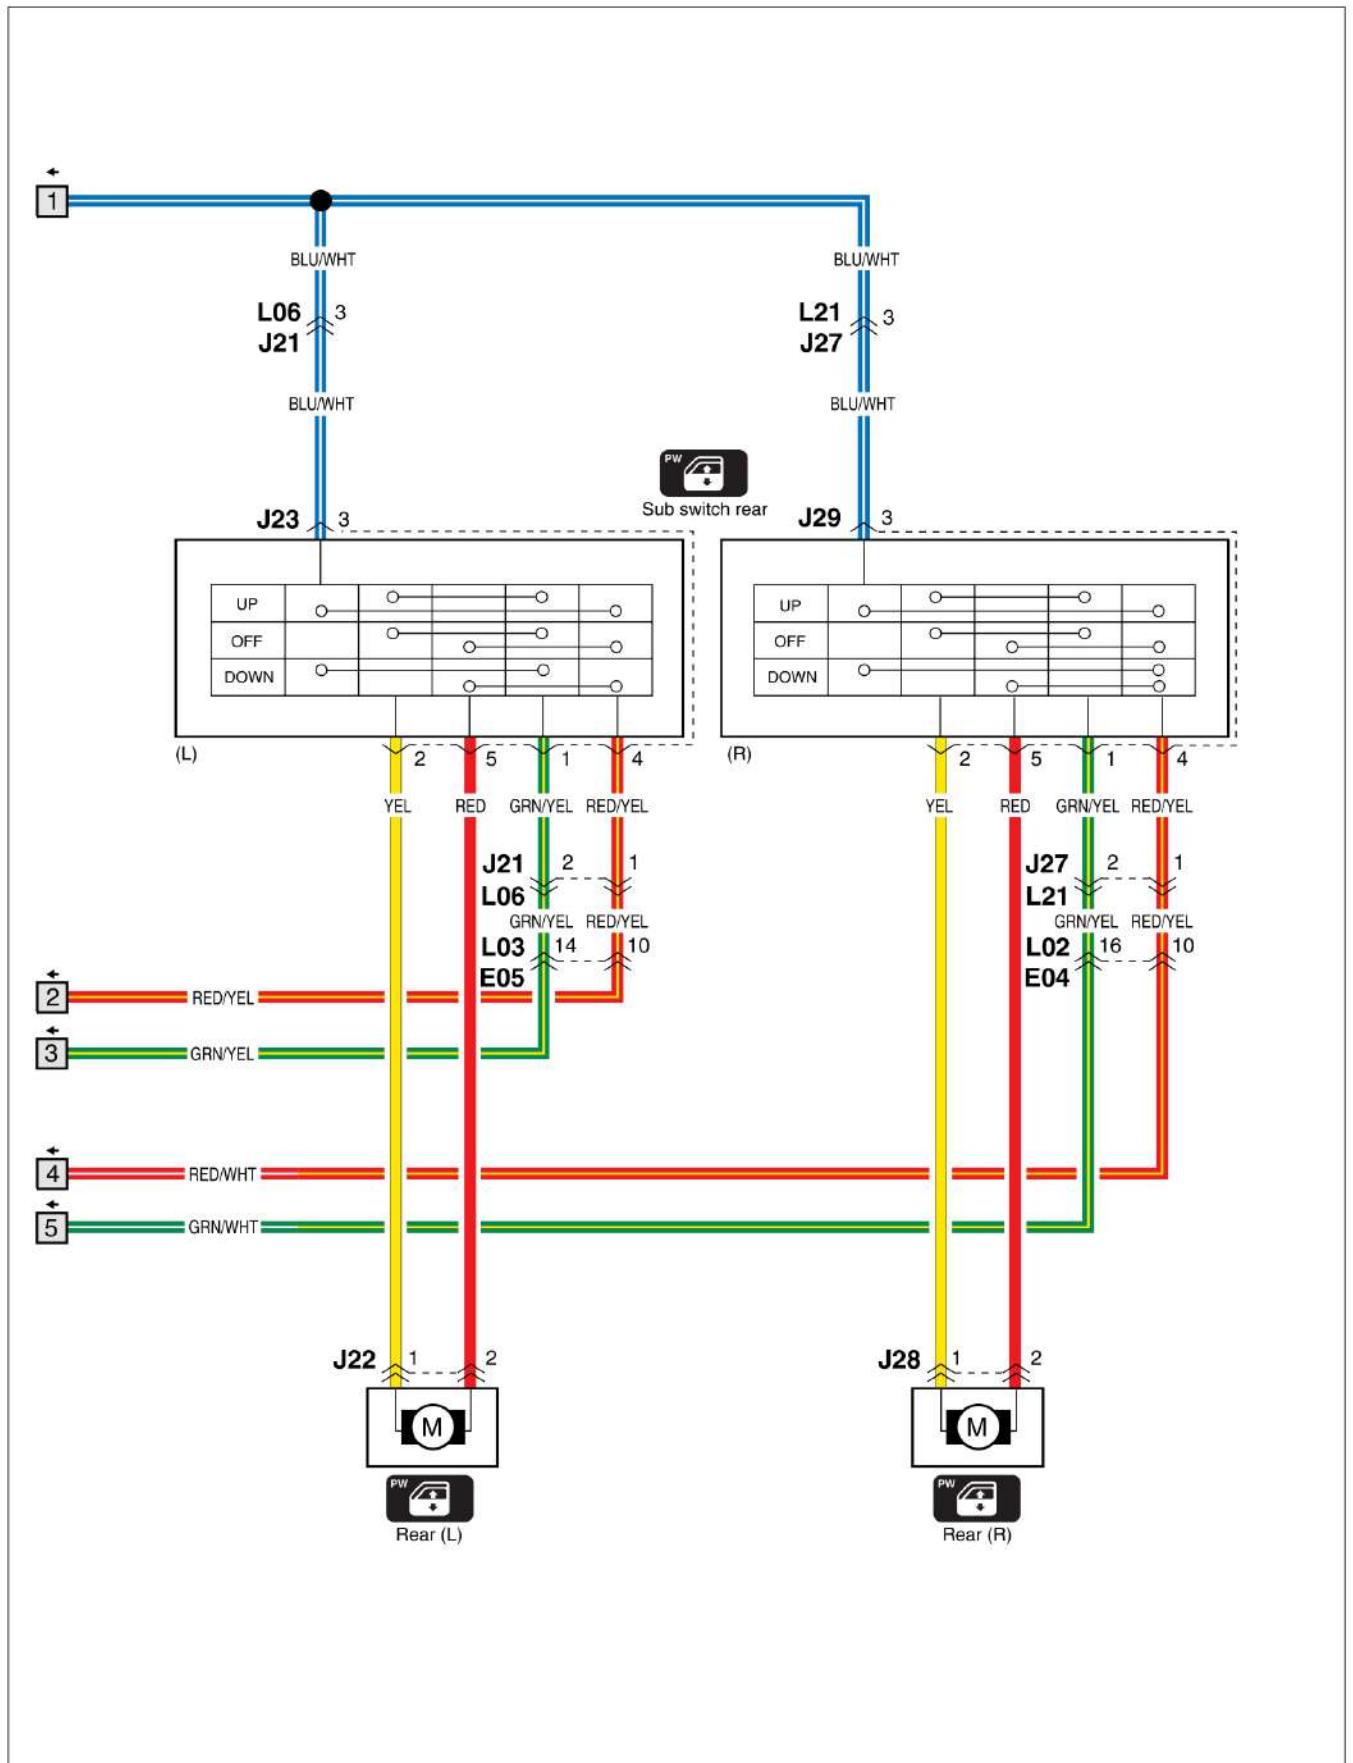 1
BLU/WHT BLU/WHT
L06 3 L21 3
J21 J27
BLU/WHT BLU/WHT
PW
Sub switch rear
J23 3 J29 3
UP UP
OFF OFF
DOWN DOWN
(L) (R)
2 5 1 4 2 5 1 4
YEL RED GRN/YEL RED/YEL YEL RED GRN/YEL RED/YEL
J21 2 1 J27 2 1
L06 L21
GRN/YEL RED/YEL GRN/YEL RED/YEL
L03 14 10 L02 16 10
E05 E04
2 RED/YEL
3 GRN/YEL
4 RED/WHT
5 GRN/WHT
J22 1 2 J28 1 2
M M
PW PW
Rear (L) Rear (R)